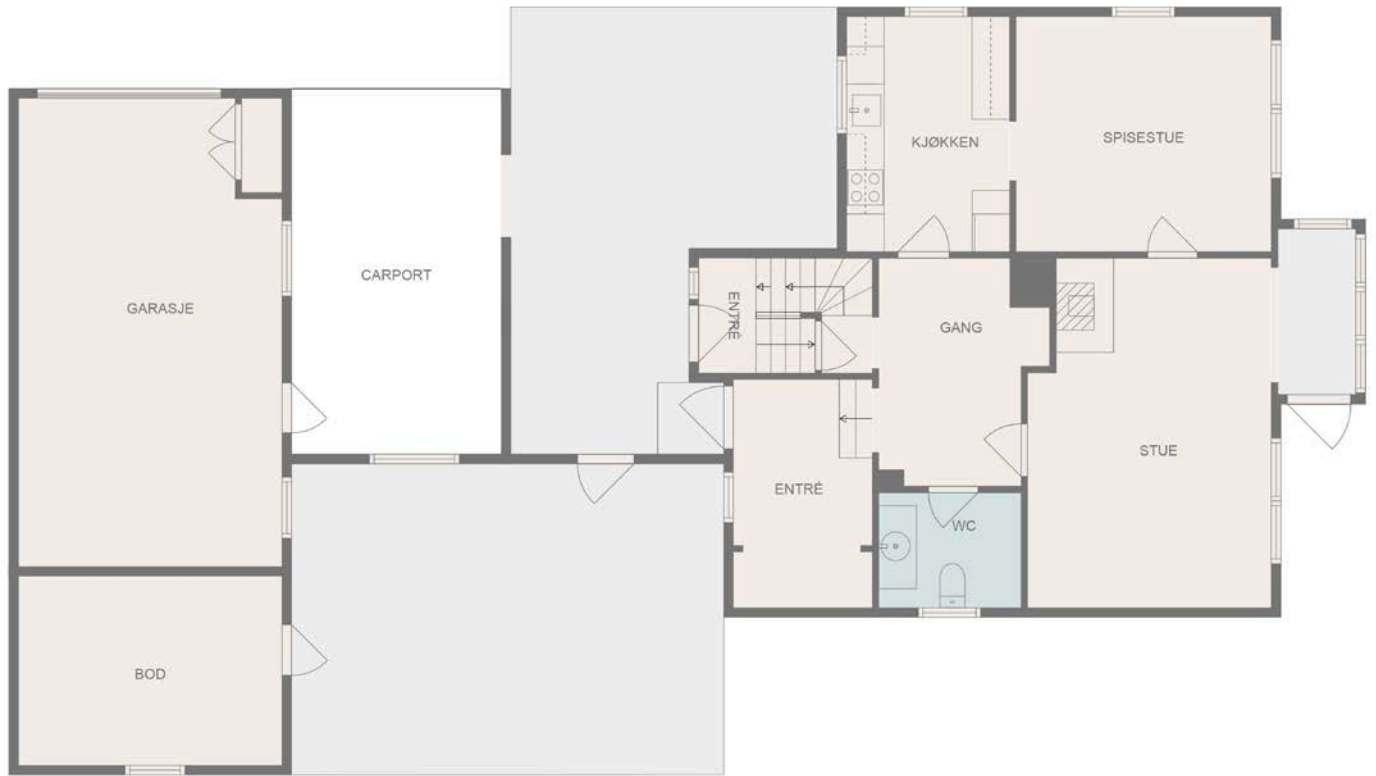 KJØKKEN
SPISESTUE
CARPORT
GARASJE
ENTRÉ
GANG
STUE
ENTRÉ
WC
BOD